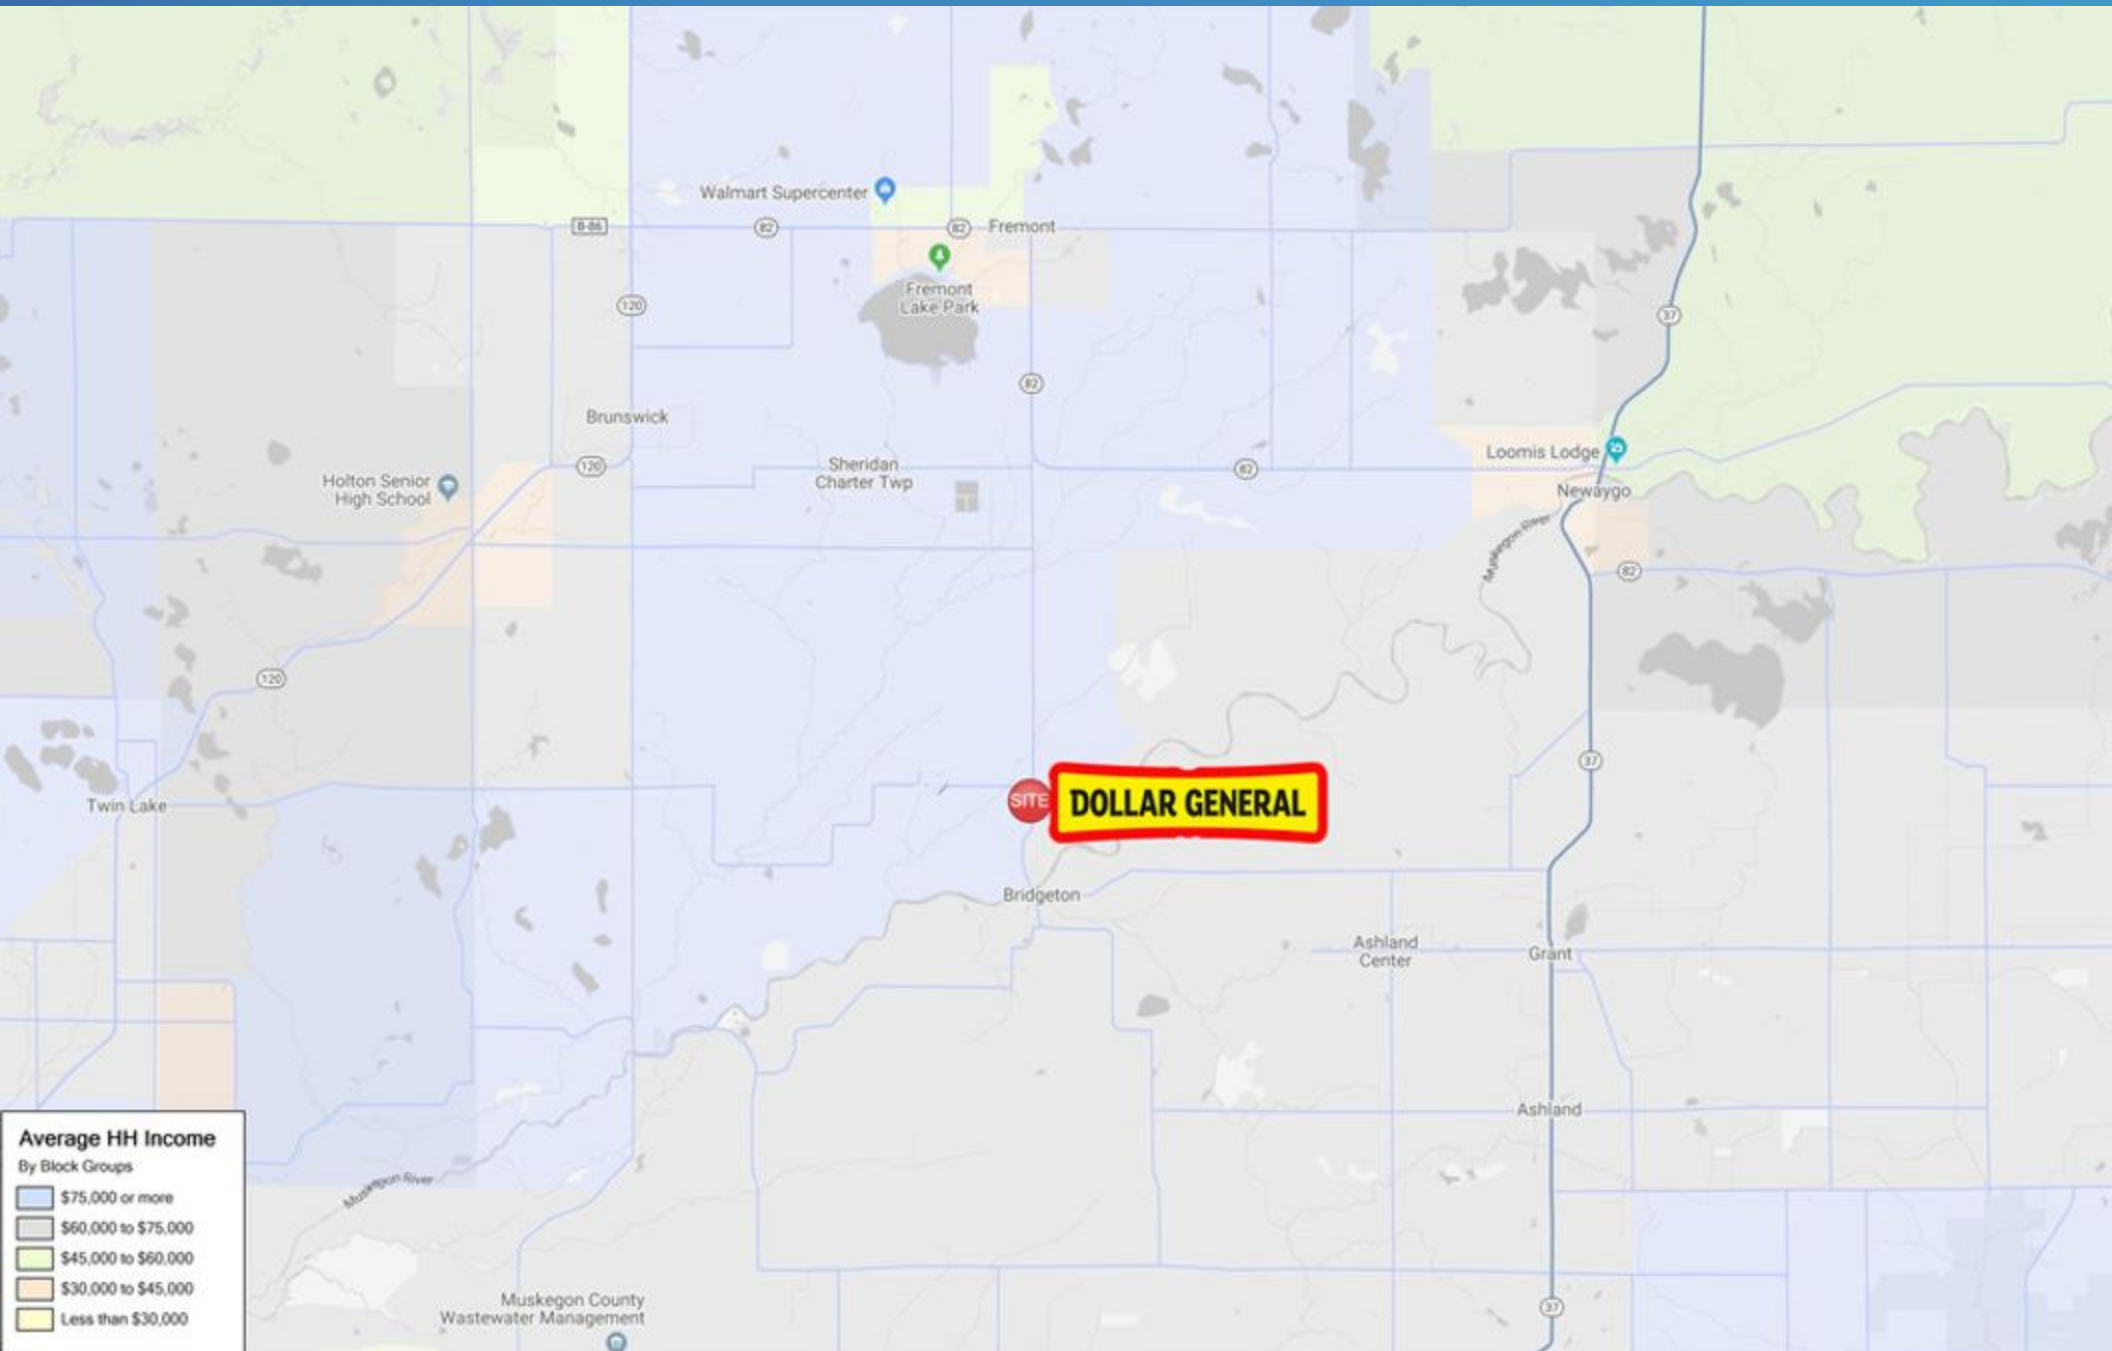 Walmart Supercenter
B-86
82
82
Fremont
Fremont
Lake Park
120
37
82
Brunswick
Loomis Lodge
120
Sheridan
Charter Twp
82
Holton Senior
High School
Newaygo
Muskegon River
82
120
37
Twin Lake
SITE
DOLLAR GENERAL
Bridgeton
Ashland
Center
Grant
Ashland
Average HH Income
By Block Groups
$75,000 or more
$60,000 to $75,000
$45,000 to $60,000
$30,000 to $45,000
Less than $30,000
Muskegon River
Muskegon County
Wastewater Management
37